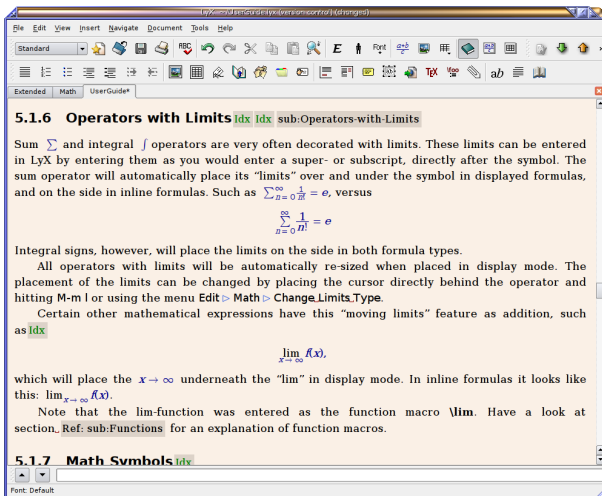 LyX: ~/UserGuide.lyx (version control) (changed)
File Edit View Insert Navigate Document Tools Help
Standard
Extended Math UserGuide*
5.1.6 Operators with Limits Idx Idx sub:Operators-with-Limits
Sum ∑ and integral ∫ operators are very often decorated with limits. These limits can be entered
in LyX by entering them as you would enter a super- or subscript, directly after the symbol. The
sum operator will automatically place its “limits” over and under the symbol in displayed formulas,
and on the side in inline formulas. Such as ∑_{n=0}^{∞} 1/n! = e, versus
∑_{n=0}^{∞} 1/n! = e
Integral signs, however, will place the limits on the side in both formula types.
All operators with limits will be automatically re-sized when placed in display mode. The
placement of the limits can be changed by placing the cursor directly behind the operator and
hitting M-m l or using the menu Edit ▷ Math ▷ Change Limits Type.
Certain other mathematical expressions have this “moving limits” feature as addition, such
as Idx
lim_{x→∞} f(x),
which will place the x→∞ underneath the “lim” in display mode. In inline formulas it looks like
this: lim_{x→∞} f(x).
Note that the lim-function was entered as the function macro \lim. Have a look at
section Ref: sub:Functions for an explanation of function macros.
5.1.7 Math Symbols Idx
Font: Default